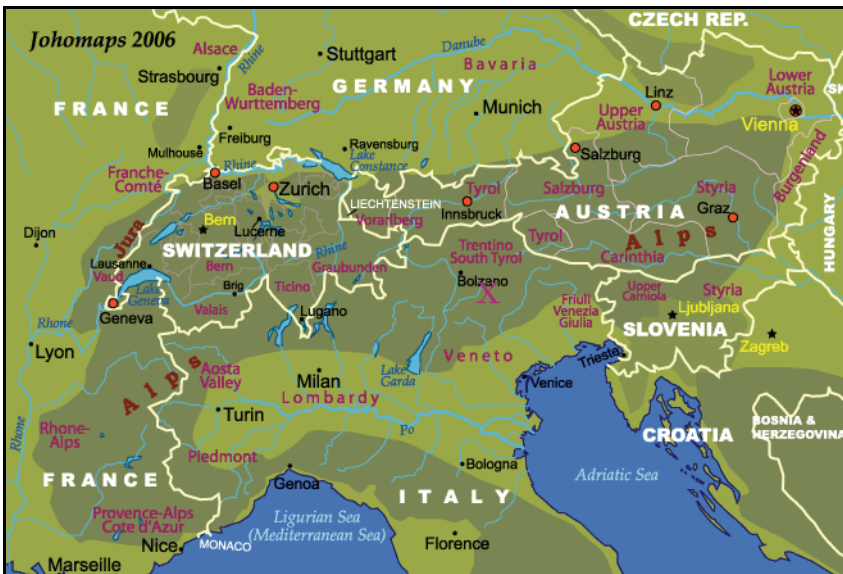 CZECH REP.
Johomaps 2006
Alsace
Rhine
Stuttgart
Danube
Bavaria
Strasbourg
Lower
Austria
FRANCE
Baden-
Wurttemberg
GERMANY
Linz
SK
Munich
Upper
Austria
Vienna
Freiburg
Mulhouse
Ravensburg
Salzburg
Lake
Constance
Rhine
Franche-
Comté
Basel
Zurich
Tyrol
Salzburg
Styria
Burgenland
LIECHTENSTEIN
Innsbruck
AUSTRIA
Graz
Bern
Lucerne
Vorarlberg
Jura
Dijon
SWITZERLAND
Rhine
Tyrol
Alps
HUNGARY
Trentino
South Tyrol
Carinthia
Lausanne
Vaud
Bern
Graubunden
Bolzano
Lake
Geneva
Brig
Ticino
X
Upper
Carniola
Styria
Geneva
Valais
Lugano
Friuli
Venezia
Giulia
Ljubljana
Rhone
SLOVENIA
Lyon
Zagreb
Alps
Aosta
Valley
Veneto
Trieste
Milan
Lake
Garda
Venice
Lombardy
Turin
Rhone
Rhone-
Alps
Po
CROATIA
BOSNIA &
HERZEGOVINA
Piedmont
Bologna
FRANCE
Genoa
Adriatic Sea
ITALY
Provence-Alps
Cote d'Azur
Ligurian Sea
(Mediterranean Sea)
Nice
MONACO
Florence
Marseille